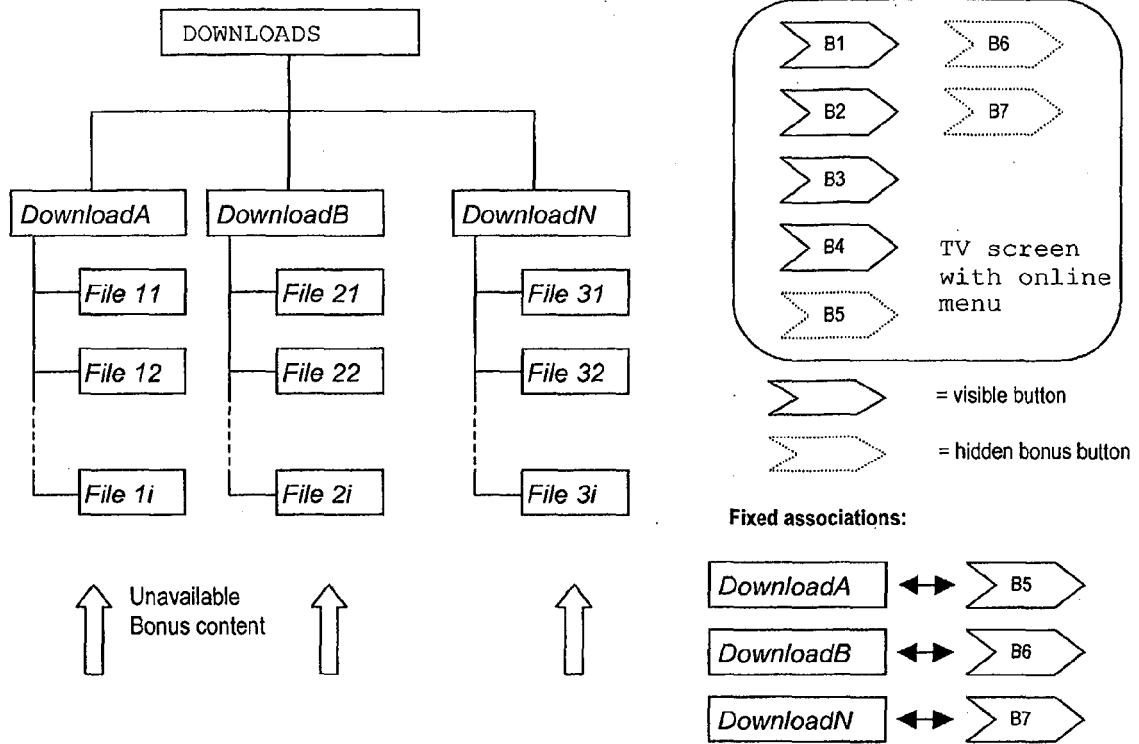 DOWNLOADS
DownloadA
DownloadB
DownloadN
File 11
File 21
File 31
File 12
File 22
File 32
File 1i
File 2i
File 3i
Unavailable
Bonus content
B1
B6
B2
B7
B3
B4
B5
TV screen
with online
menu
= visible button
= hidden bonus button
Fixed associations:
DownloadA
B5
DownloadB
B6
DownloadN
B7